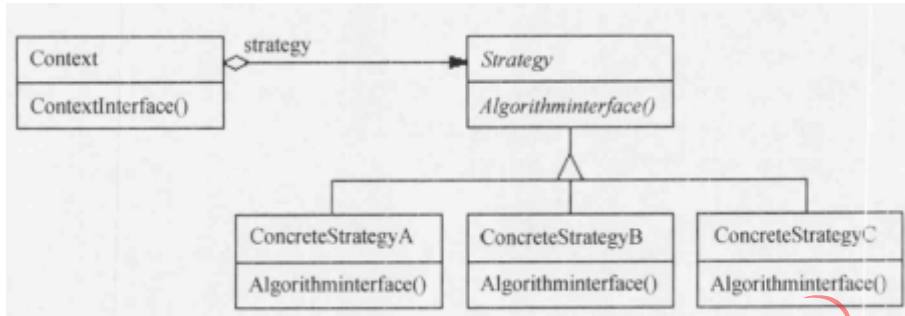 Context
ContextInterface()
strategy
Strategy
Algorithminterface()
ConcreteStrategyA
Algorithminterface()
ConcreteStrategyB
Algorithminterface()
ConcreteStrategyC
Algorithminterface()